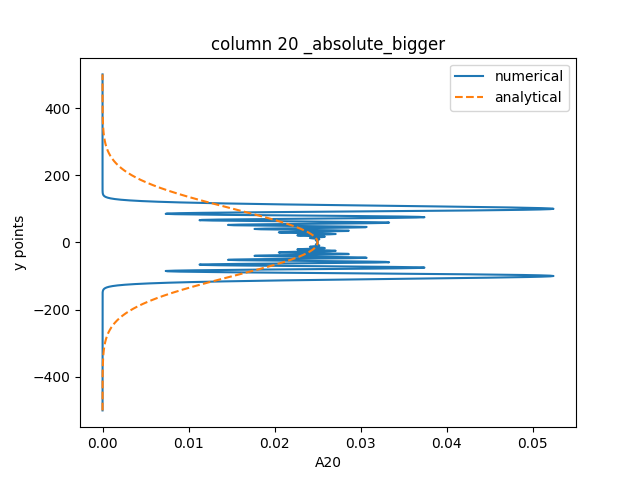 column 20 _absolute_bigger
numerical
analytical
400
200
0
−200
−400
y points
0.00 0.01 0.02 0.03 0.04 0.05
A20